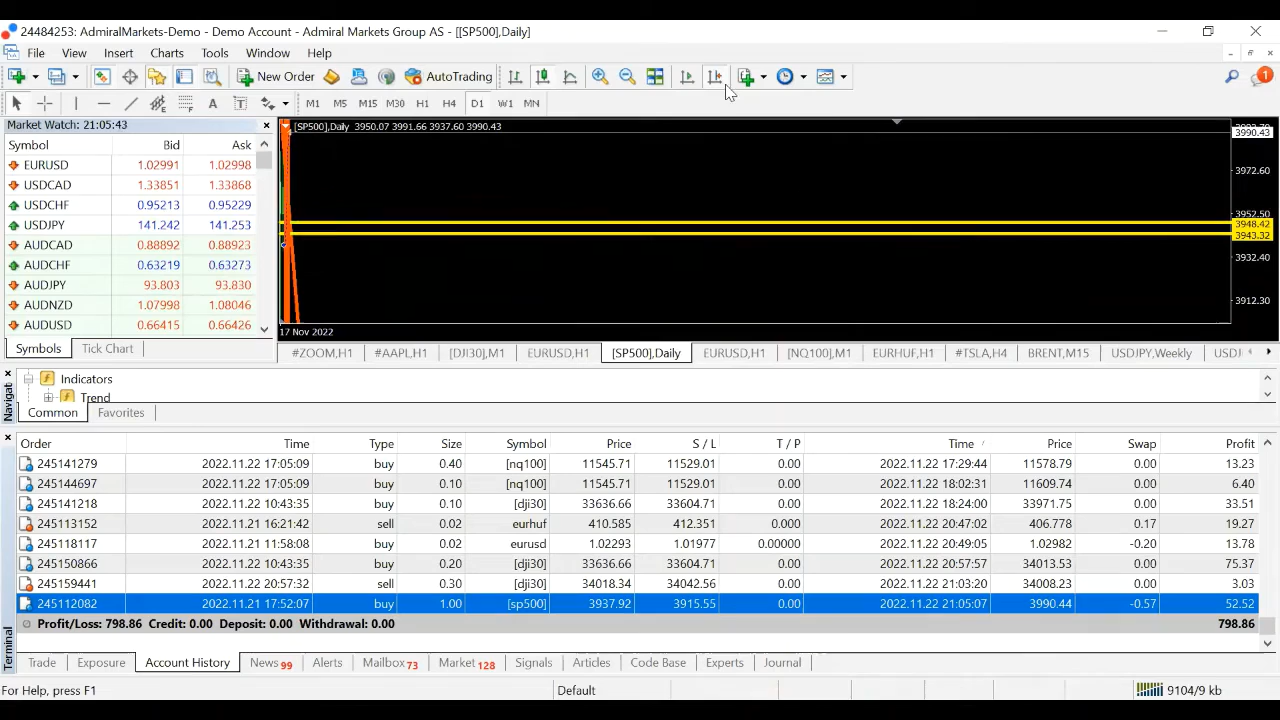 24484253: AdmiralMarkets-Demo - Demo Account - Admiral Markets Group AS - [[SP500],Daily]
File View Insert Charts Tools Window Help
New Order AutoTrading 1
A T M1 M5 M15 M30 H1 H4 D1 W1 MN
Market Watch: 21:05:43
Symbol Bid Ask
EURUSD 1.02991 1.02998
USDCAD 1.33851 1.33868
USDCHF 0.95213 0.95229
USDJPY 141.242 141.253
AUDCAD 0.88892 0.88923
AUDCHF 0.63219 0.63273
AUDJPY 93.803 93.830
AUDNZD 1.07998 1.08046
AUDUSD 0.66415 0.66426
Symbols Tick Chart
[SP500],Daily 3950.07 3991.66 3937.60 3990.43
3990.43
3972.60
3952.50
3948.42
3943.32
3932.40
3912.30
17 Nov 2022
#ZOOM,H1 #AAPL,H1 [DJI30],M1 EURUSD,H1 [SP500],Daily EURUSD,H1 [NQ100],M1 EURHUF,H1 #TSLA,H4 BRENT,M15 USDJPY,Weekly USDJ
Navigat
Indicators
Trend
Common Favorites
Order Time Type Size Symbol Price S / L T / P Time / Price Swap Profit
245141279 2022.11.22 17:05:09 buy 0.40 [nq100] 11545.71 11529.01 0.00 2022.11.22 17:29:44 11578.79 0.00 13.23
245144697 2022.11.22 17:05:09 buy 0.10 [nq100] 11545.71 11529.01 0.00 2022.11.22 18:02:31 11609.74 0.00 6.40
245141218 2022.11.22 10:43:35 buy 0.10 [dji30] 33636.66 33604.71 0.00 2022.11.22 18:24:00 33971.75 0.00 33.51
245113152 2022.11.21 16:21:42 sell 0.02 eurhuf 410.585 412.351 0.000 2022.11.22 20:47:02 406.778 0.17 19.27
245118117 2022.11.21 11:58:08 buy 0.02 eurusd 1.02293 1.01977 0.00000 2022.11.22 20:49:05 1.02982 -0.20 13.78
245150866 2022.11.22 10:43:35 buy 0.20 [dji30] 33636.66 33604.71 0.00 2022.11.22 20:57:57 34013.53 0.00 75.37
245159441 2022.11.22 20:57:32 sell 0.30 [dji30] 34018.34 34042.56 0.00 2022.11.22 21:03:20 34008.23 0.00 3.03
245112082 2022.11.21 17:52:07 buy 1.00 [sp500] 3937.92 3915.55 0.00 2022.11.22 21:05:07 3990.44 -0.57 52.52
Profit/Loss: 798.86 Credit: 0.00 Deposit: 0.00 Withdrawal: 0.00 798.86
Terminal
Trade Exposure Account History News 99 Alerts Mailbox 73 Market 128 Signals Articles Code Base Experts Journal
For Help, press F1 Default 9104/9 kb